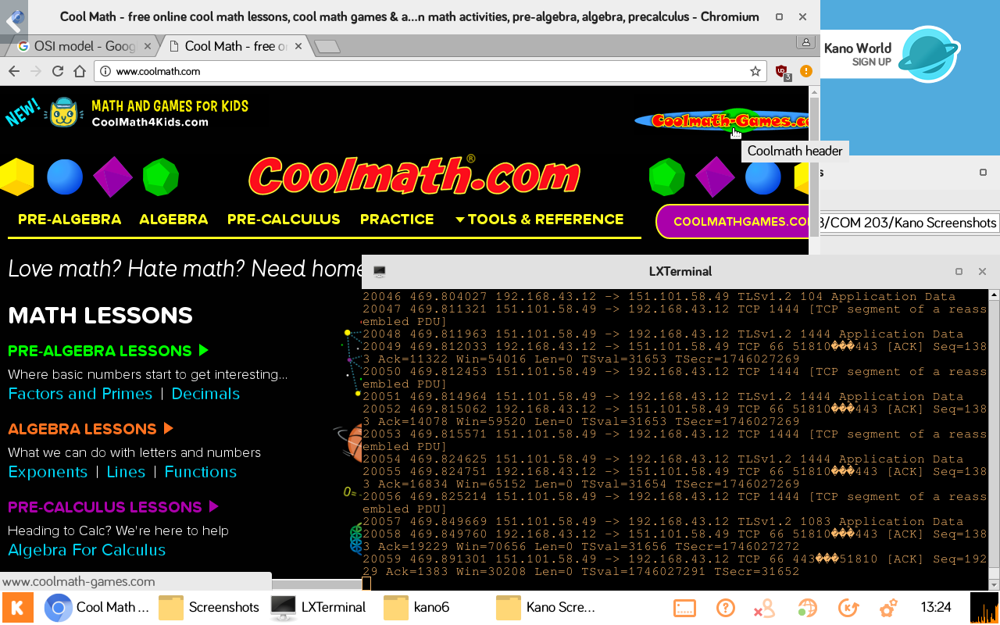 Cool Math - free online cool math lessons, cool math games & a...n math activities, pre-algebra, algebra, precalculus - Chromium
OSI model - Goog
Cool Math - free or
www.coolmath.com
3
Kano World
SIGN UP
NEW!
MATH AND GAMES FOR KIDS
CoolMath4Kids.com
Coolmath-Games.co
Coolmath header
Coolmath.com®
s
PRE-ALGEBRA
ALGEBRA
PRE-CALCULUS
PRACTICE
TOOLS & REFERENCE
COOLMATHGAMES.CO
3/COM 203/Kano Screenshots
Love math? Hate math? Need home
LXTerminal
MATH LESSONS
PRE-ALGEBRA LESSONS
Where basic numbers start to get interesting...
Factors and Primes | Decimals
ALGEBRA LESSONS
What we can do with letters and numbers
Exponents | Lines | Functions
PRE-CALCULUS LESSONS
Heading to Calc? We're here to help
Algebra For Calculus
0=
20046 469.804027 192.168.43.12 -> 151.101.58.49 TLSv1.2 104 Application Data
20047 469.811321 151.101.58.49 -> 192.168.43.12 TCP 1444 [TCP segment of a reass
embled PDU]
20048 469.811963 151.101.58.49 -> 192.168.43.12 TLSv1.2 1444 Application Data
20049 469.812033 192.168.43.12 -> 151.101.58.49 TCP 66 51810���443 [ACK] Seq=138
3 Ack=11322 Win=54016 Len=0 TSval=31653 TSecr=1746027269
20050 469.812453 151.101.58.49 -> 192.168.43.12 TCP 1444 [TCP segment of a reass
embled PDU]
20051 469.814964 151.101.58.49 -> 192.168.43.12 TLSv1.2 1444 Application Data
20052 469.815062 192.168.43.12 -> 151.101.58.49 TCP 66 51810���443 [ACK] Seq=138
3 Ack=14078 Win=59520 Len=0 TSval=31653 TSecr=1746027269
20053 469.815571 151.101.58.49 -> 192.168.43.12 TCP 1444 [TCP segment of a reass
embled PDU]
20054 469.824625 151.101.58.49 -> 192.168.43.12 TLSv1.2 1444 Application Data
20055 469.824751 192.168.43.12 -> 151.101.58.49 TCP 66 51810���443 [ACK] Seq=138
3 Ack=16834 Win=65152 Len=0 TSval=31654 TSecr=1746027269
20056 469.825214 151.101.58.49 -> 192.168.43.12 TCP 1444 [TCP segment of a reass
embled PDU]
20057 469.849669 151.101.58.49 -> 192.168.43.12 TLSv1.2 1083 Application Data
20058 469.849760 192.168.43.12 -> 151.101.58.49 TCP 66 51810���443 [ACK] Seq=138
3 Ack=19229 Win=70656 Len=0 TSval=31656 TSecr=1746027272
20059 469.891301 151.101.58.49 -> 192.168.43.12 TCP 66 443���51810 [ACK] Seq=192
29 Ack=1383 Win=30208 Len=0 TSval=1746027291 TSecr=31652
www.coolmath-games.com
K
Cool Math ...
Screenshots
LXTerminal
kano6
Kano Scre...
13:24